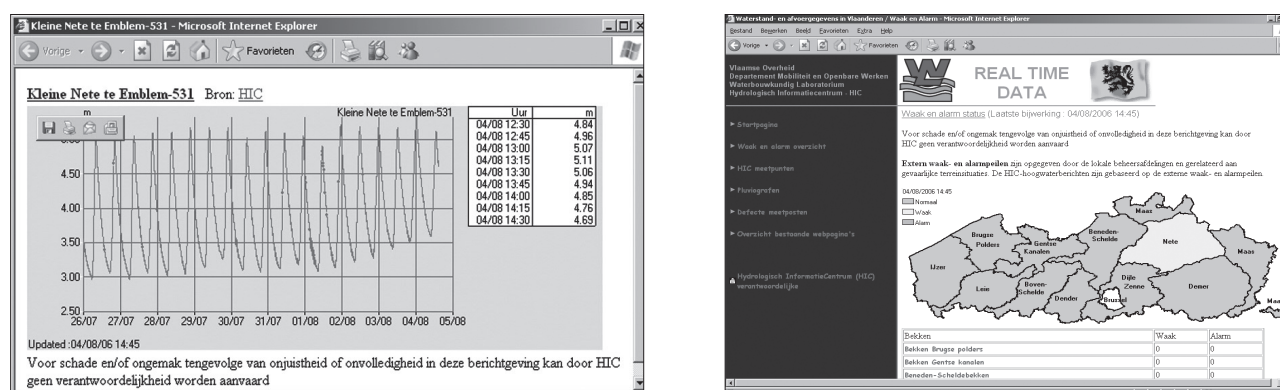 Kleine Nete te Emblem-531 - Microsoft Internet Explorer
Vorige
Favorieten
Kleine Nete te Emblem-531 Bron: HIC
m
Kleine Nete te Emblem-531
4.50
4.00
3.50
3.00
2.50
26/07 27/07 28/07 29/07 30/07 31/07 01/08 02/08 03/08 04/08 05/08
Updated :04/08/06 14:45
Uur m
04/08 12:30 4.84
04/08 12:45 4.96
04/08 13:00 5.07
04/08 13:15 5.11
04/08 13:30 5.06
04/08 13:45 4.94
04/08 14:00 4.85
04/08 14:15 4.76
04/08 14:30 4.69
Voor schade en/of ongemak tengevolge van onjuistheid of onvolledigheid in deze berichtgeving kan door HIC
geen verantwoordelijkheid worden aanvaard
Waterstand- en afvoergegevens in Vlaanderen / Waak en Alarm - Microsoft Internet Explorer
Bestand Bewerken Beeld Favorieten Extra Help
Vorige
Favorieten
Vlaamse Overheid
Departement Mobiliteit en Openbare Werken
Waterbouwkundig Laboratorium
Hydrologisch Informatiecentrum - HIC
Startpagina
Waak en alarm overzicht
HIC meetpunten
Fluxiografen
Defecte meetposten
Overzicht bestaande webpagina's
Hydrologisch InformatieCentrum (HIC)
verantwoordelijke
REAL TIME
DATA
Waak en alarm status (Laatste bijwerking : 04/08/2006 14:45)
Voor schade en/of ongemak tengevolge van onjuistheid of onvolledigheid in deze berichtgeving kan door
HIC geen verantwoordelijkheid worden aanvaard
Extern waak- en alarmpeilen zijn opgegeven door de lokale beheersafdelingen en gerelateerd aan
gevaarlijke terreinsituaties. De HIC-hoogwaterberichten zijn gebaseerd op de externe waak- en alarmpeilen.
04/08/2006 14:45
Normaal
Waak
Alarm
Maas
Brugse
Polders
Gentse
Kanalen
Beneden-
Schelde
Nete
Maas
IJzer
Leie
Boven-
Schelde
Dender
Dijle
Zenne
Brussel
Demer
Bekken Waak Alarm
Bekken Brugse polders 0 0
Bekken Gentse kanalen 0 0
Beneden-Scheldebekken 0 0